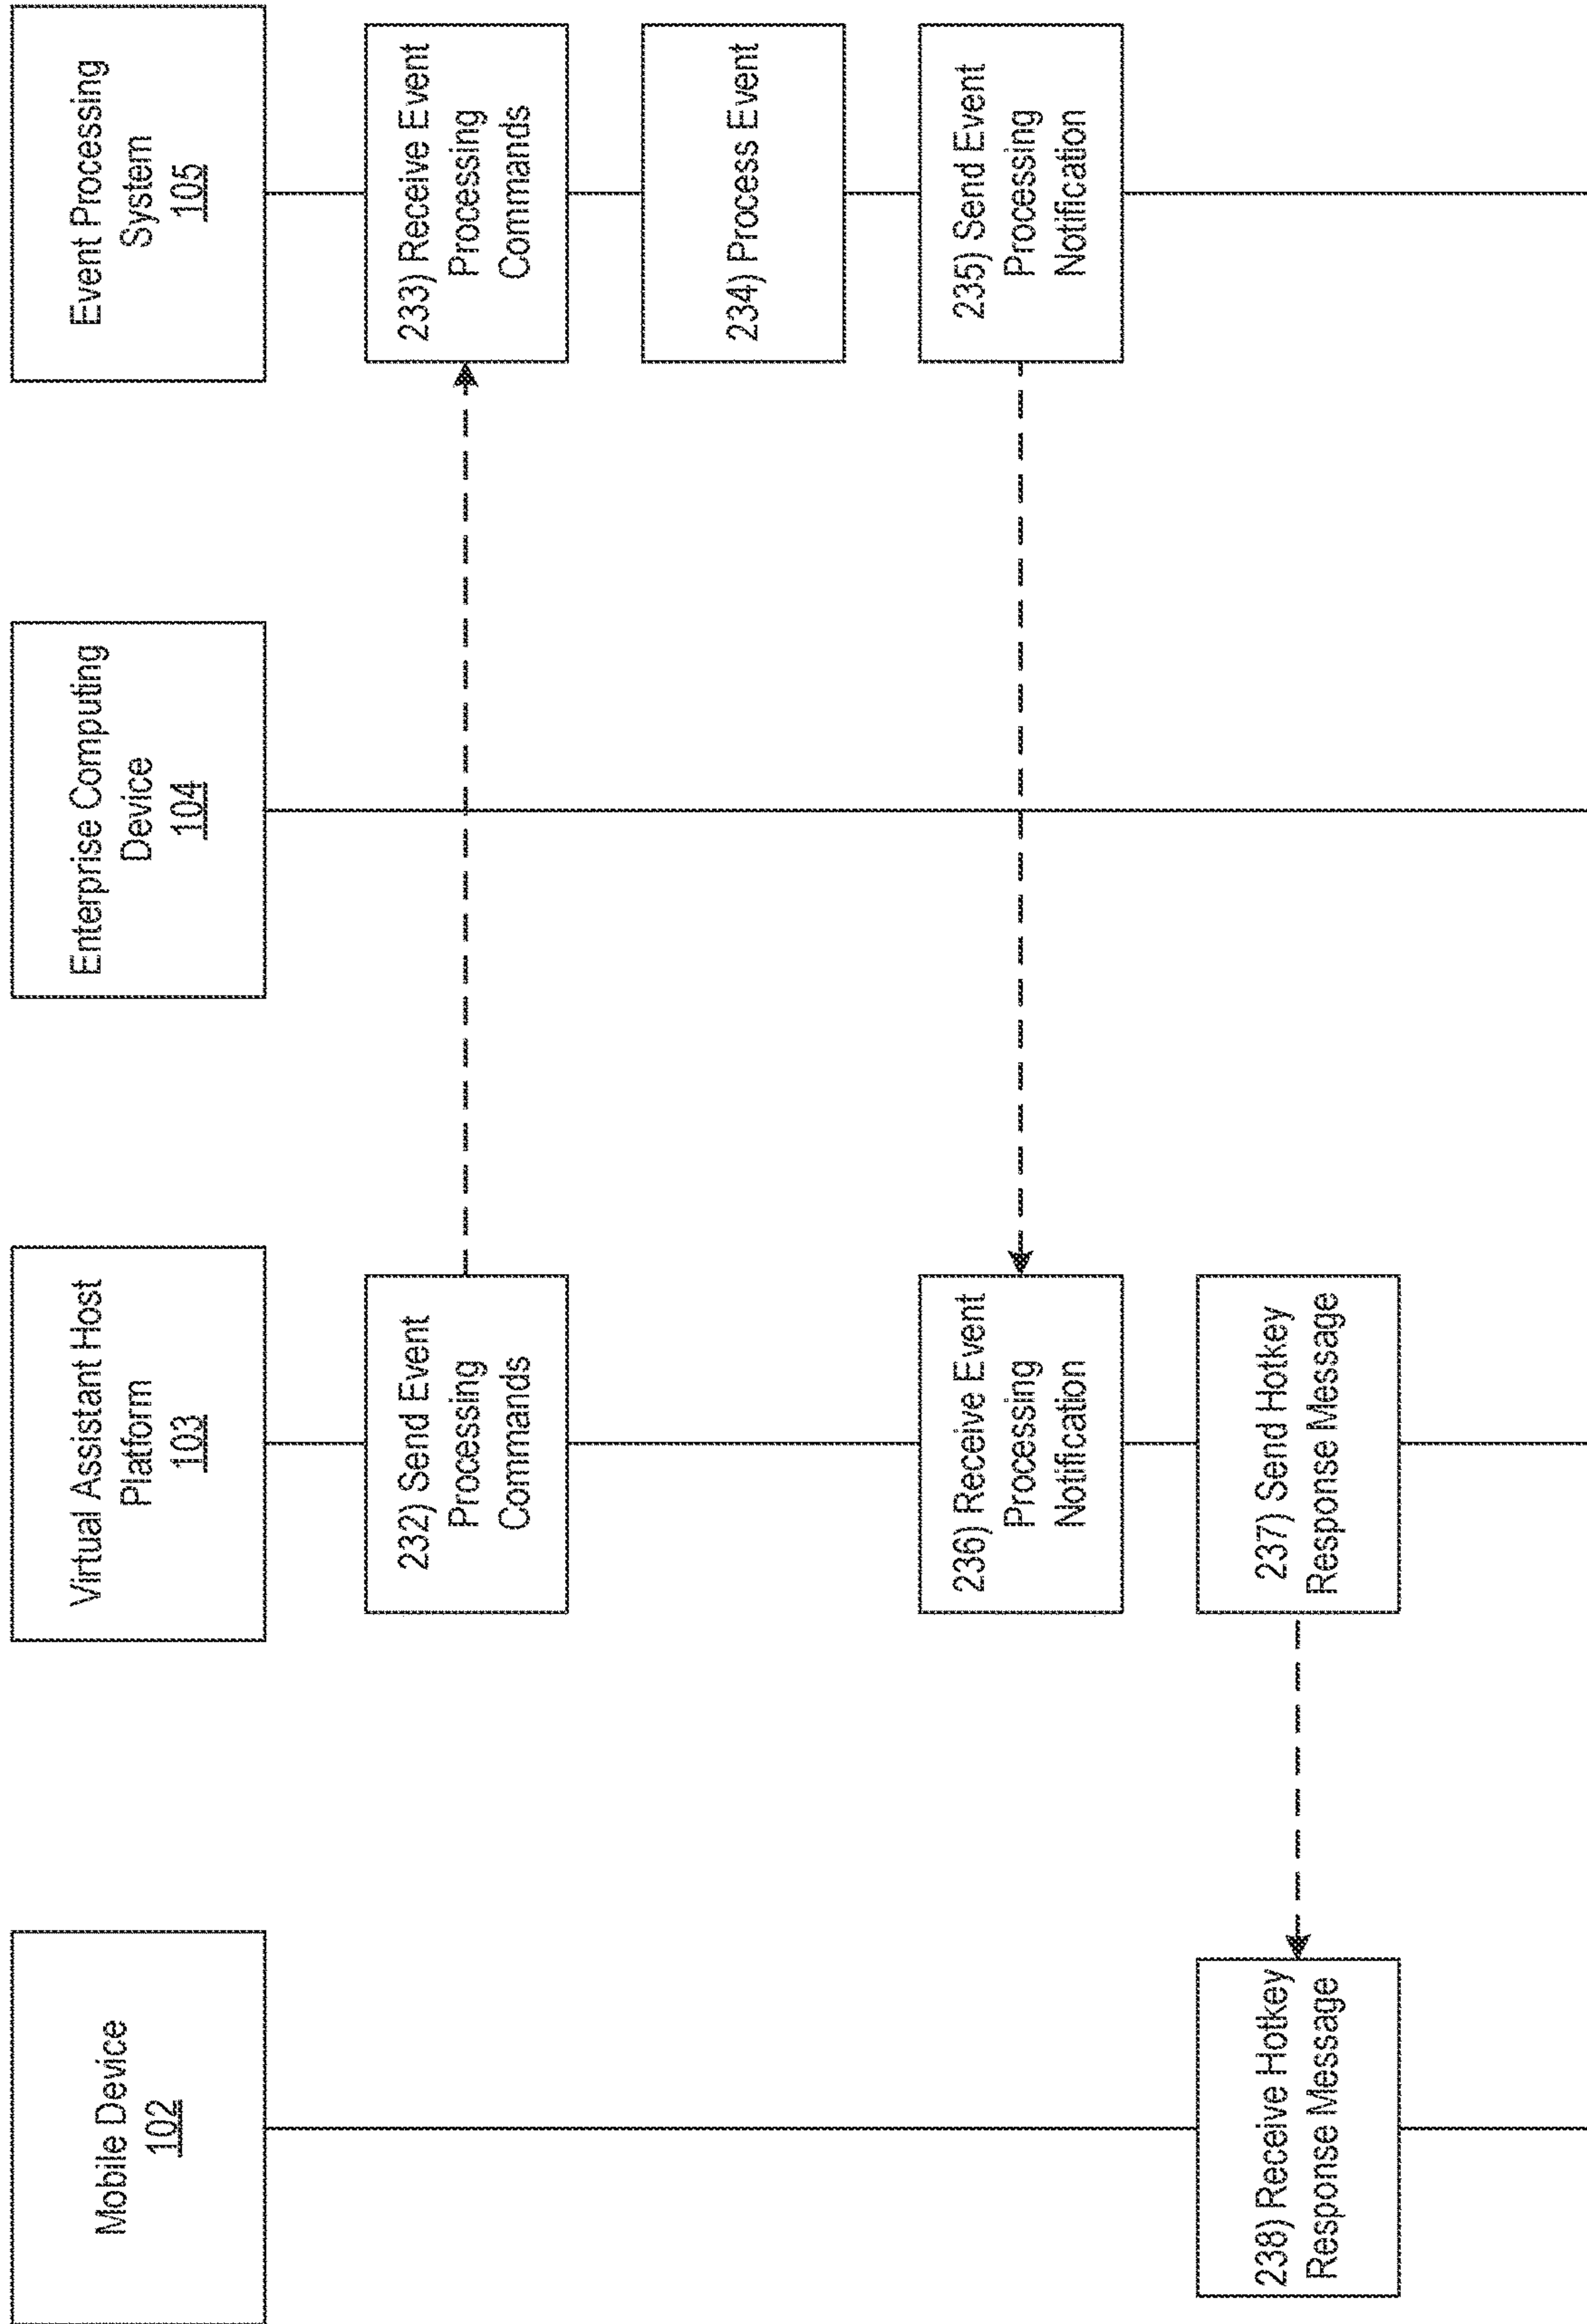 Mobile Device
102
Virtual Assistant Host
Platform
103
Enterprise Computing
Device
104
Event Processing
System
105
232) Send Event
Processing
Commands
233) Receive Event
Processing
Commands
234) Process Event
236) Receive Event
Processing
Notification
235) Send Event
Processing
Notification
238) Receive Hotkey
Response Message
237) Send Hotkey
Response Message